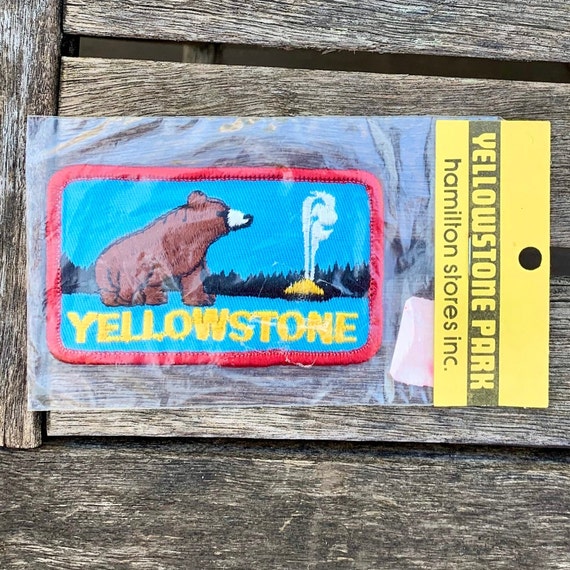 YELLOWSTONE
YELLOWSTONE PARK
hamilton stores inc.